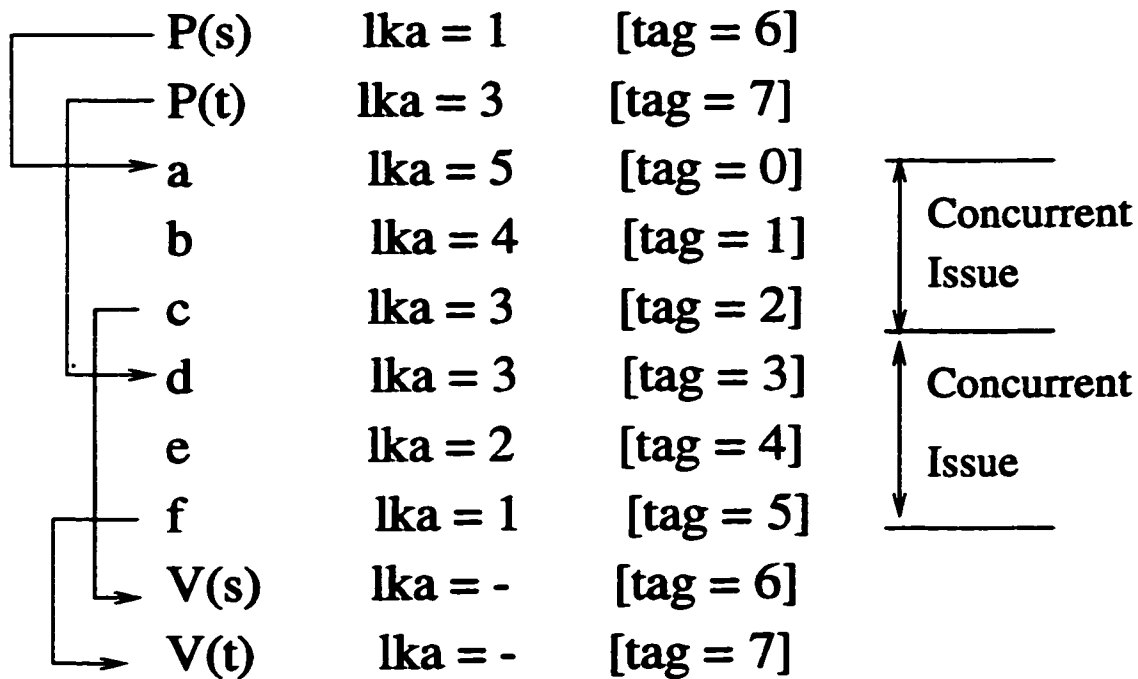 P(s) lka = 1 [tag = 6]
P(t) lka = 3 [tag = 7]
a lka = 5 [tag = 0]
b lka = 4 [tag = 1]
c lka = 3 [tag = 2]
d lka = 3 [tag = 3]
e lka = 2 [tag = 4]
f lka = 1 [tag = 5]
V(s) lka = - [tag = 6]
V(t) lka = - [tag = 7]
Concurrent
Issue
Concurrent
Issue